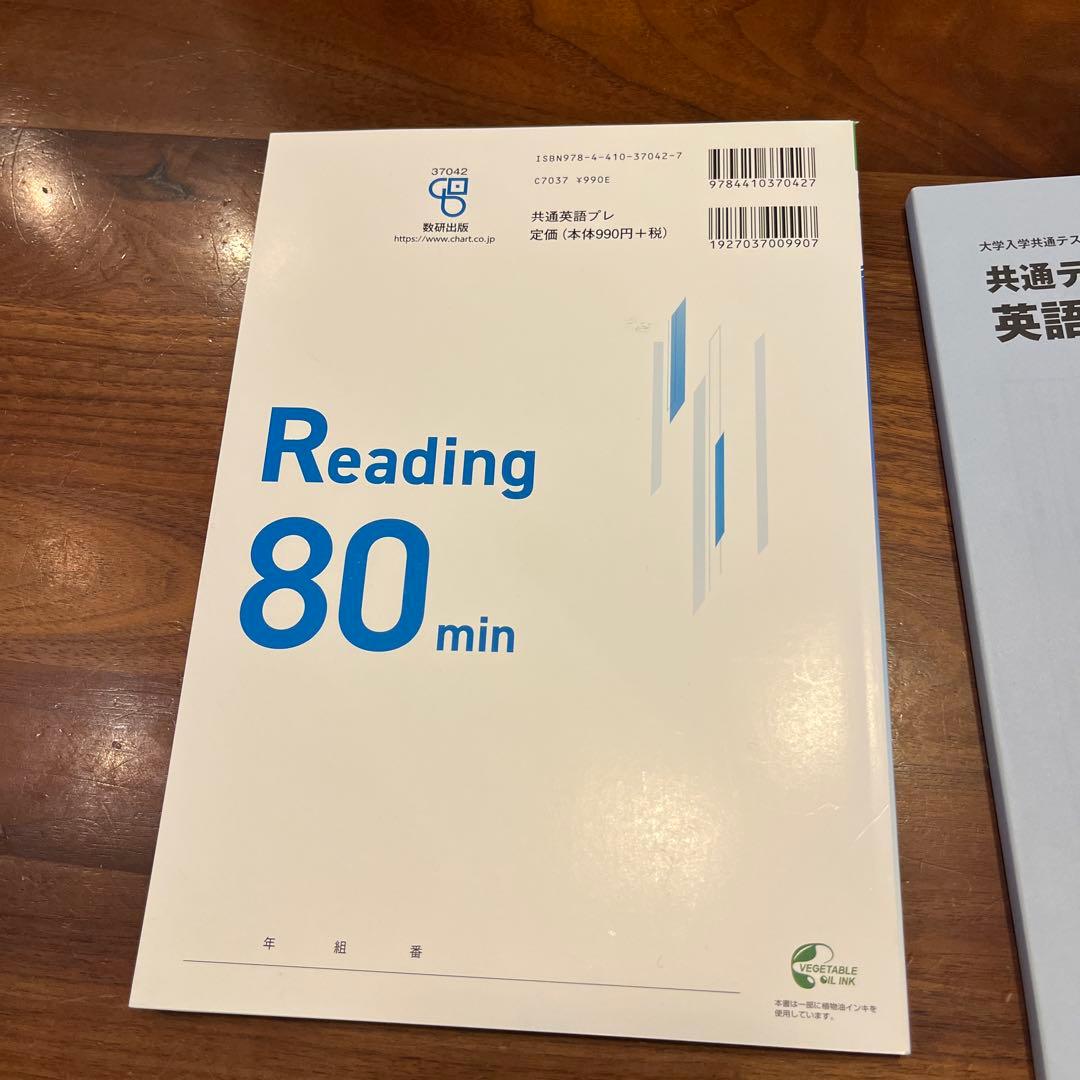 37042
数研出版
https://www.chart.co.jp
ISBN978-4-410-37042-7
C7037 ¥990E
共通英語プレ
定価(本体990円+税)
9784410370427
1927037009907
Reading
80 min
年 組 番
VEGETABLE
OIL INK
本書は一部に植物油インキを
使用しています。
大学入学共通テス
共通テ
英語